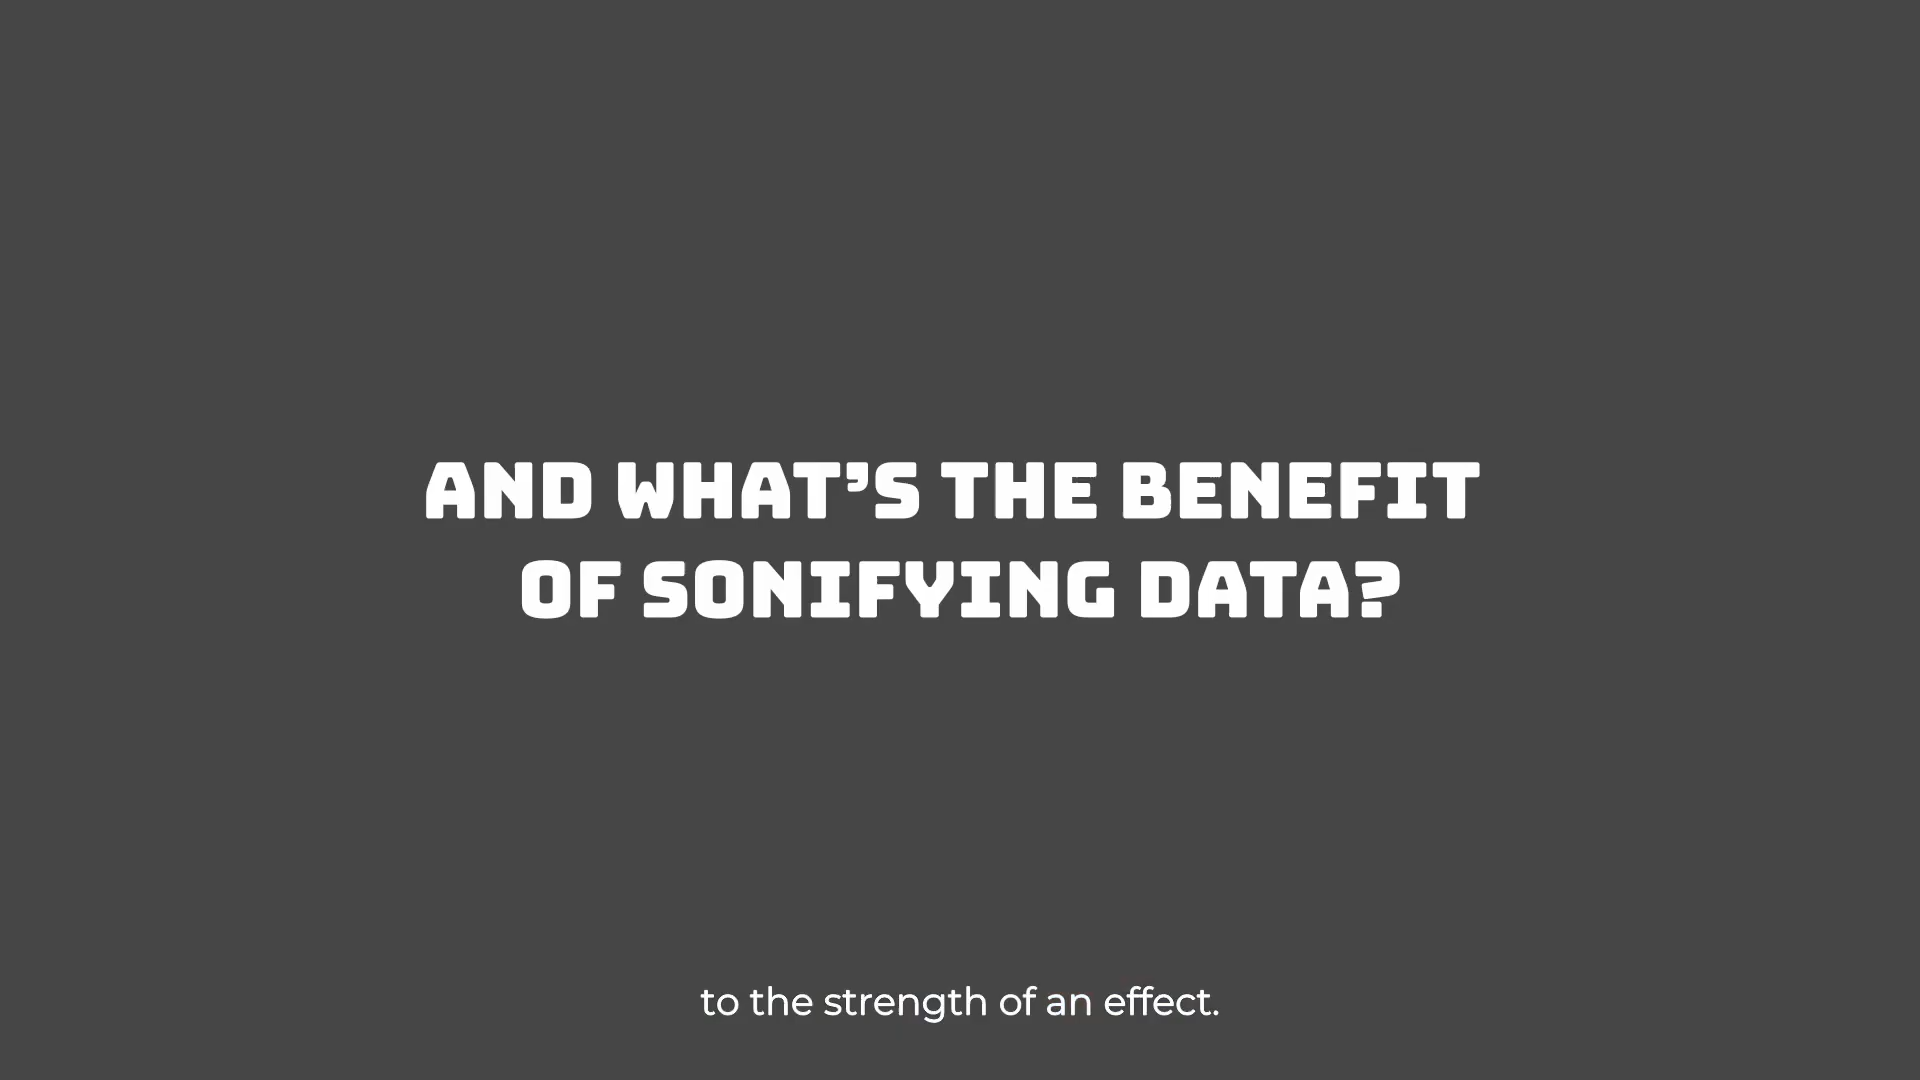 AND WHAT’S THE BENEFIT
OF SONIFYING DATA?
to the strength of an effect.